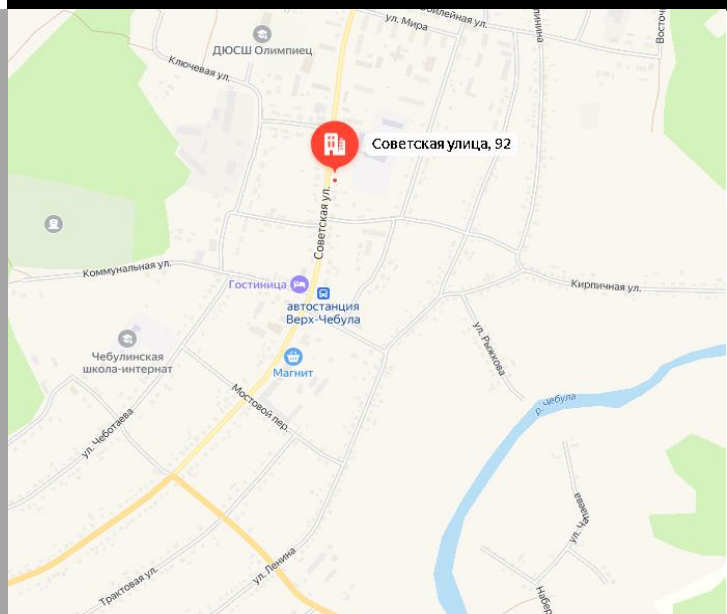 ул. Мира
ДЮСШ Олимпиец
Ключевая ул.
Советская улица, 92
Советская ул.
Коммунальная ул.
Гостиница
автостанция
Верх-Чебула
Кирпичная ул.
Чебулинская
школа-интернат
Магнит
ул. Рыжкова
р. Чебула
Мостовой пер.
ул. Чеботаева
ул. Ленина
Трактовая ул.